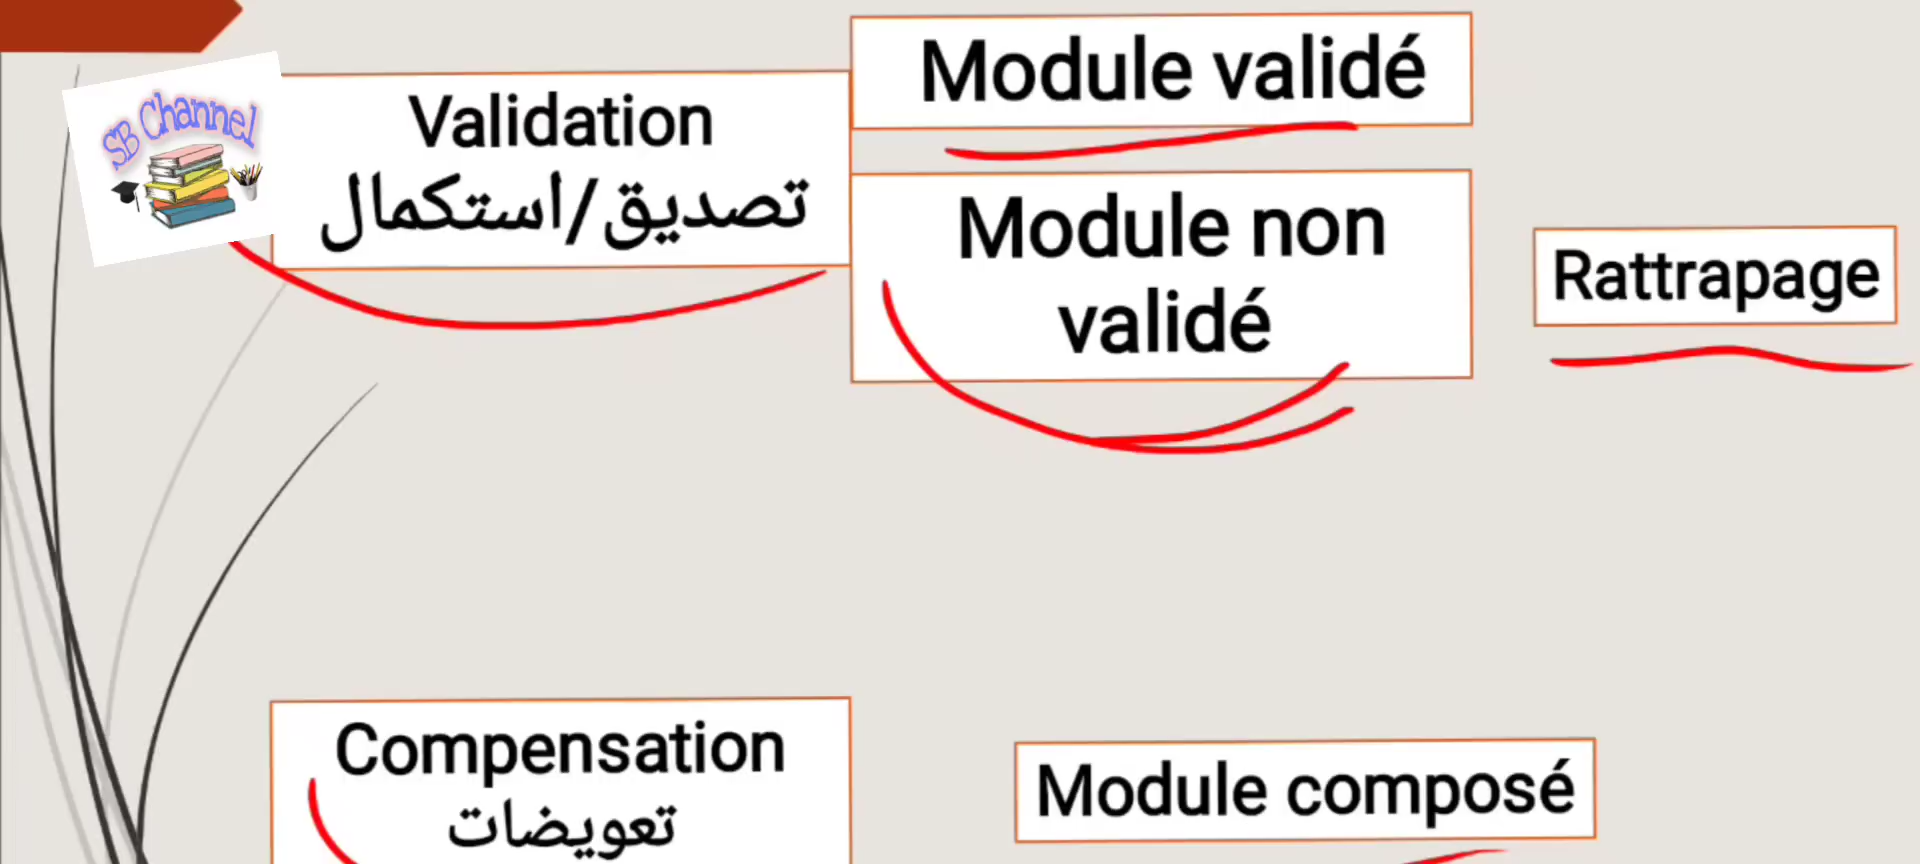 SB Channel
Validation
تصديق/استكمال
Module validé
Module non
validé
Rattrapage
Compensation
تعويضات
Module composé